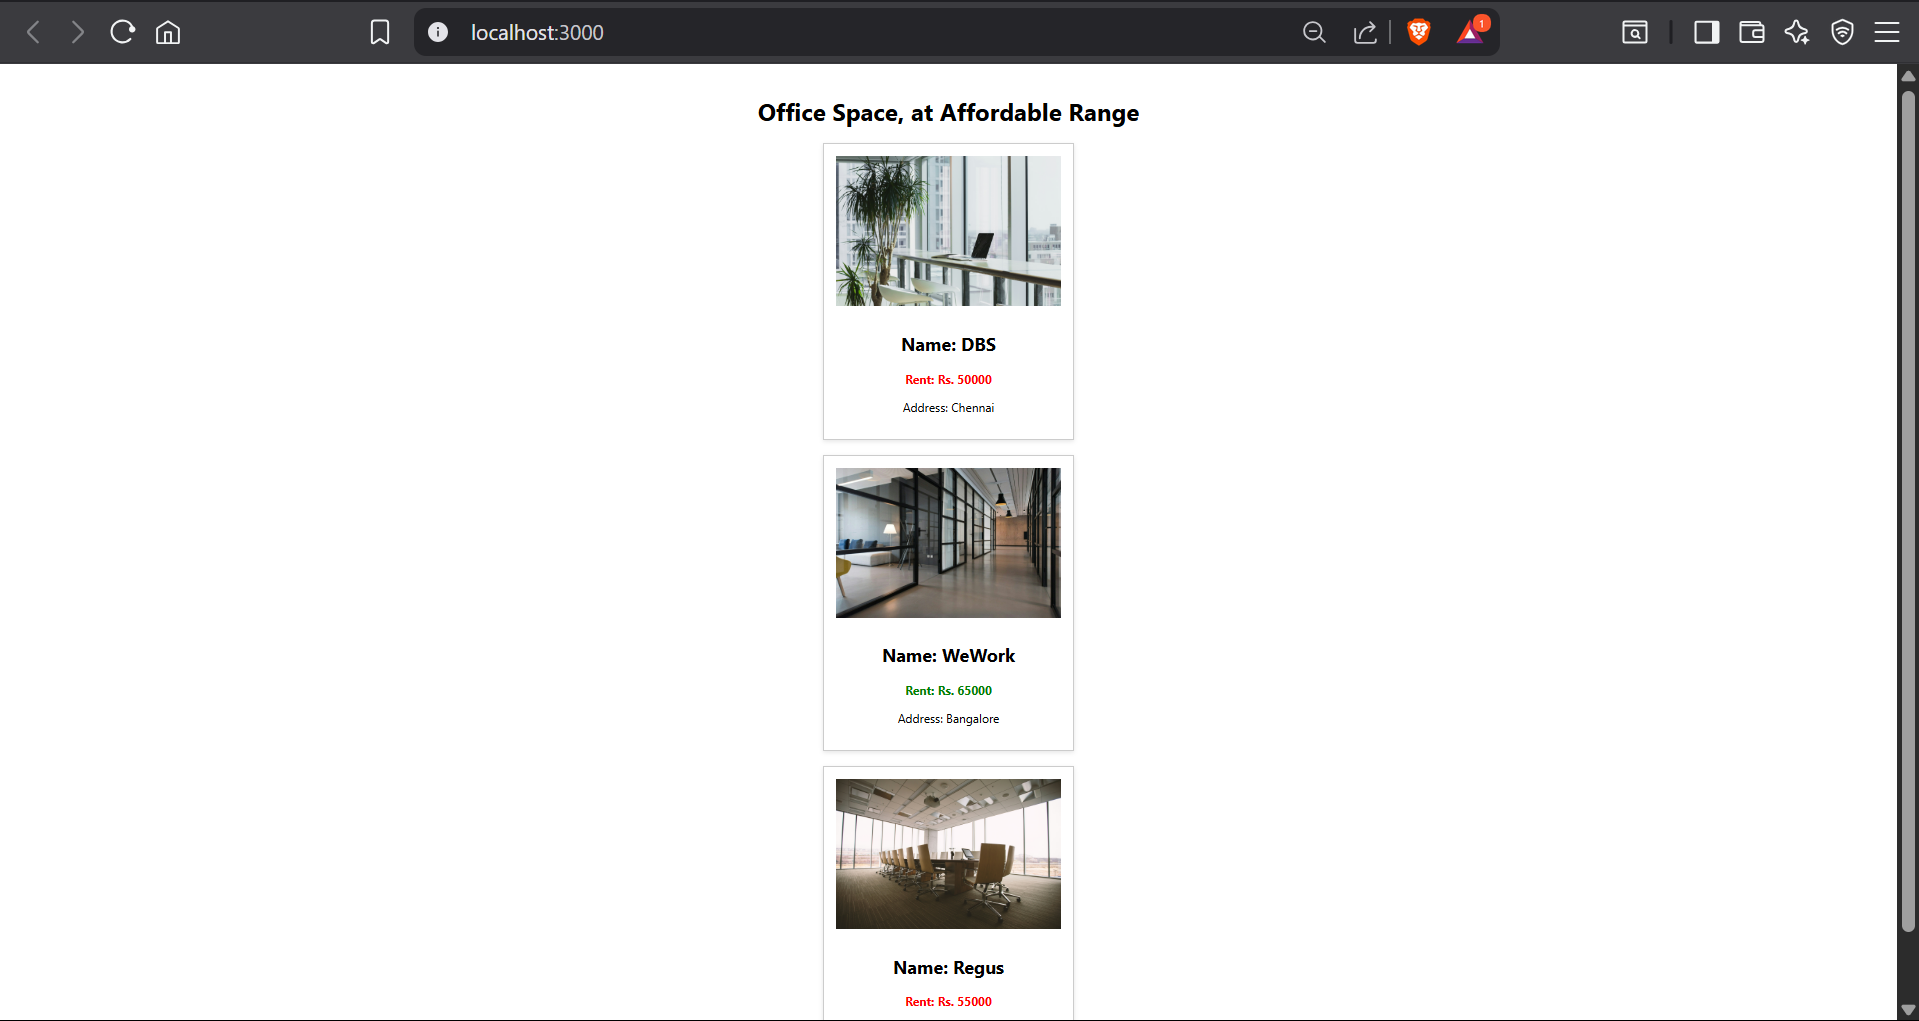 localhost:3000
1
Office Space, at Affordable Range
Name: DBS
Rent: Rs. 50000
Address: Chennai
Name: WeWork
Rent: Rs. 65000
Address: Bangalore
Name: Regus
Rent: Rs. 55000